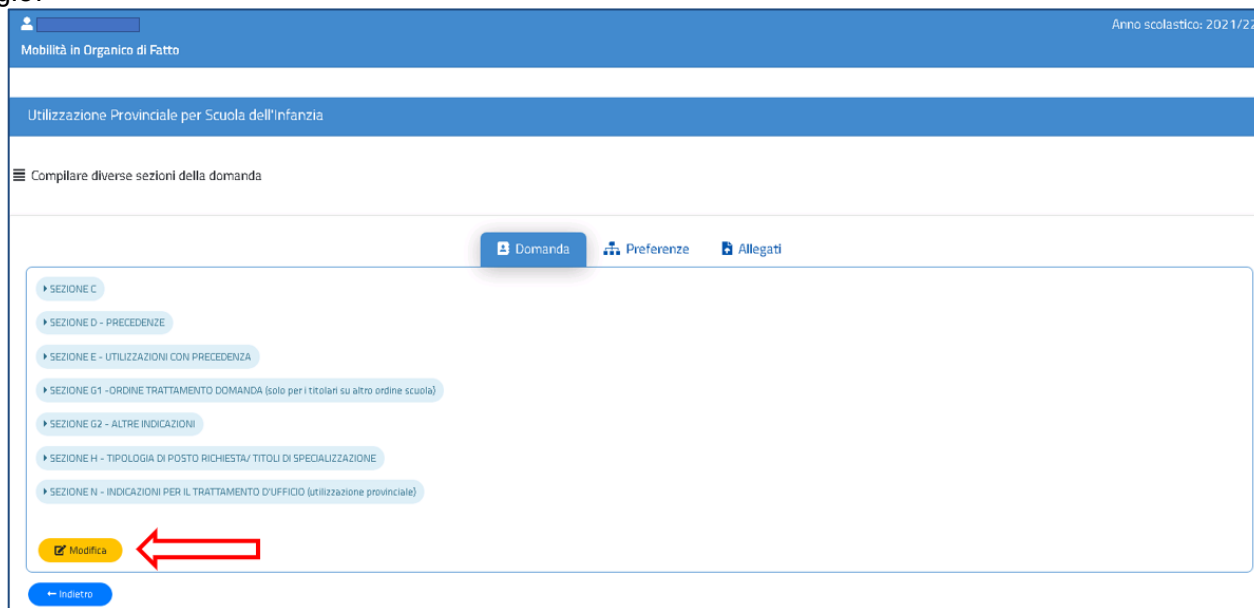 Anno scolastico: 2021/22
Mobilità in Organico di Fatto
Utilizzazione Provinciale per Scuola dell'Infanzia
Compilare diverse sezioni della domanda
Domanda Preferenze Allegati
SEZIONE C
SEZIONE D - PRECEDENZE
SEZIONE E - UTILIZZAZIONI CON PRECEDENZA
SEZIONE G1 -ORDINE TRATTAMENTO DOMANDA (solo per i titolari su altro ordine scuola)
SEZIONE G2 - ALTRE INDICAZIONI
SEZIONE H - TIPOLOGIA DI POSTO RICHIESTA/ TITOLI DI SPECIALIZZAZIONE
SEZIONE N - INDICAZIONI PER IL TRATTAMENTO D'UFFICIO (utilizzazione provinciale)
Modifica
← Indietro